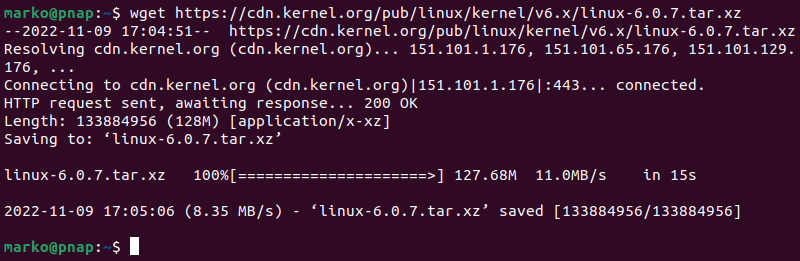 marko@pnap:~$ wget https://cdn.kernel.org/pub/linux/kernel/v6.x/linux-6.0.7.tar.xz
--2022-11-09 17:04:51--  https://cdn.kernel.org/pub/linux/kernel/v6.x/linux-6.0.7.tar.xz
Resolving cdn.kernel.org (cdn.kernel.org)... 151.101.1.176, 151.101.65.176, 151.101.129.
176, ...
Connecting to cdn.kernel.org (cdn.kernel.org)|151.101.1.176|:443... connected.
HTTP request sent, awaiting response... 200 OK
Length: 133884956 (128M) [application/x-xz]
Saving to: ‘linux-6.0.7.tar.xz’
linux-6.0.7.tar.xz   100%[=====================>] 127.68M  11.0MB/s    in 15s
2022-11-09 17:05:06 (8.35 MB/s) - ‘linux-6.0.7.tar.xz’ saved [133884956/133884956]
marko@pnap:~$